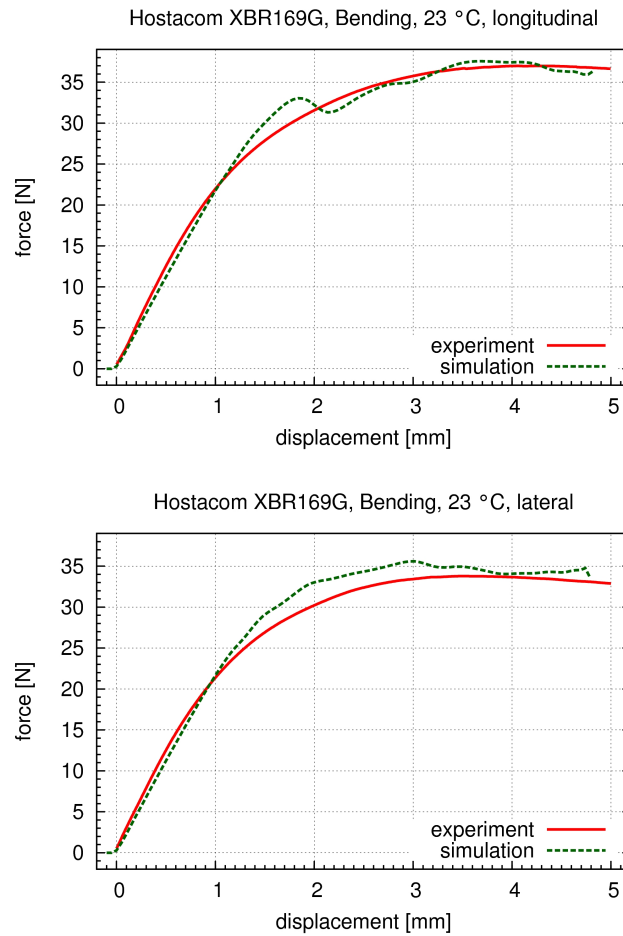 Hostacom XBR169G, Bending, 23 °C, longitudinal
35
30
25
20
15
10
5
0
force [N]
experiment
simulation
0 1 2 3 4 5
displacement [mm]
Hostacom XBR169G, Bending, 23 °C, lateral
35
30
25
20
15
10
5
0
force [N]
experiment
simulation
0 1 2 3 4 5
displacement [mm]